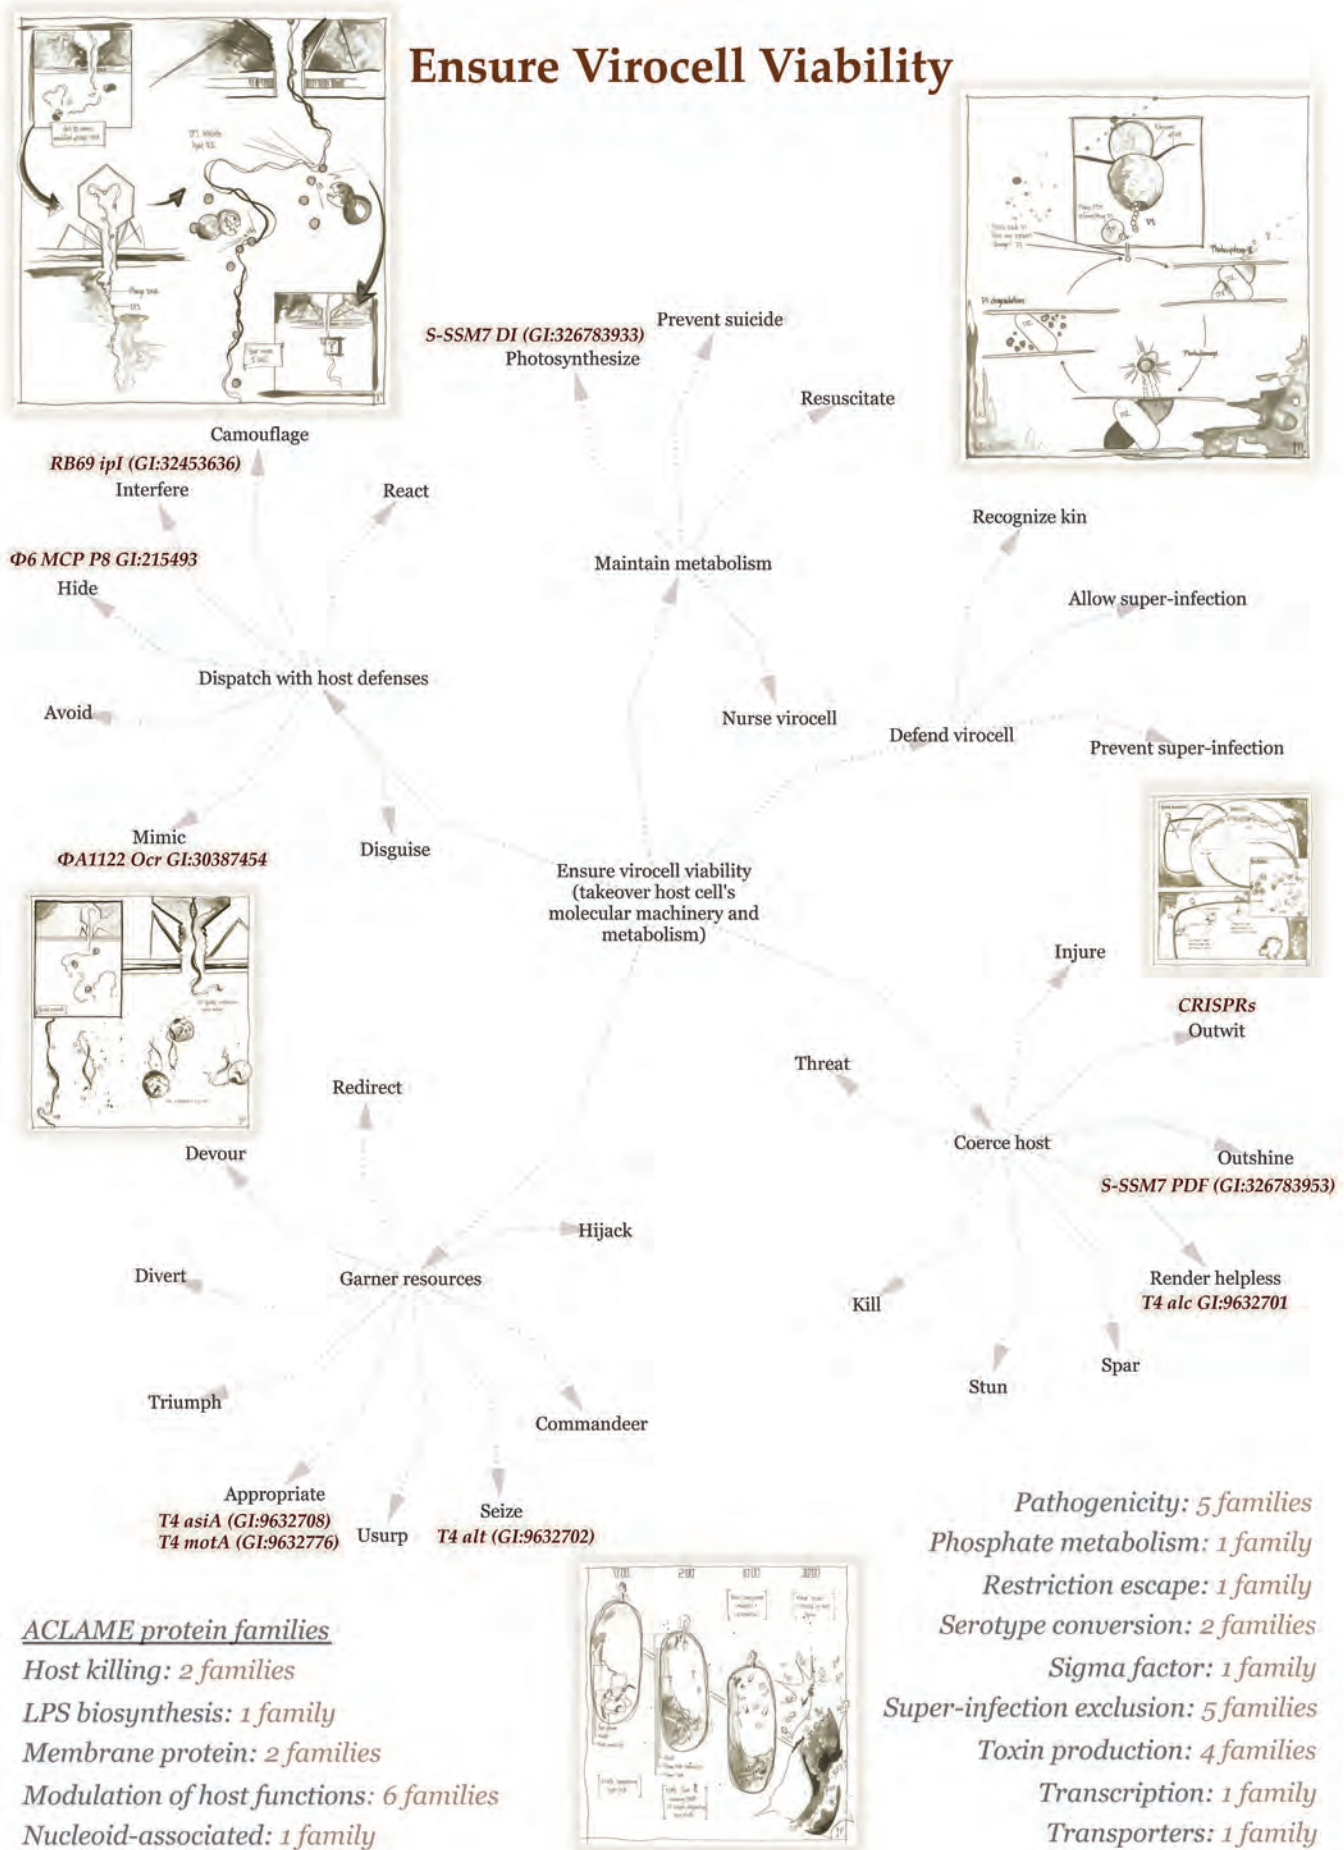 Ensure Virocell Viability
S-SSM7 DI (GI:326783933)
Photosynthesize
Prevent suicide
Resuscitate
Camouflage
RB69 ipI (GI:32453636)
Interfere
React
Recognize kin
Φ6 MCP P8 GI:215493
Hide
Maintain metabolism
Allow super-infection
Dispatch with host defenses
Avoid
Nurse virocell
Defend virocell
Prevent super-infection
Mimic
ΦA1122 Ocr GI:30387454
Disguise
Ensure virocell viability
(takeover host cell's
molecular machinery and
metabolism)
Injure
CRISPRs
Outwit
Threat
Redirect
Coerce host
Devour
Outshine
S-SSM7 PDF (GI:326783953)
Hijack
Divert
Garner resources
Render helpless
T4 alc GI:9632701
Kill
Spar
Stun
Triumph
Commandeer
Appropriate
T4 asiA (GI:9632708)
T4 motA (GI:9632776)
Usurp
Seize
T4 alt (GI:9632702)
ACLAME protein families
Host killing: 2 families
LPS biosynthesis: 1 family
Membrane protein: 2 families
Modulation of host functions: 6 families
Nucleoid-associated: 1 family
Pathogenicity: 5 families
Phosphate metabolism: 1 family
Restriction escape: 1 family
Serotype conversion: 2 families
Sigma factor: 1 family
Super-infection exclusion: 5 families
Toxin production: 4 families
Transcription: 1 family
Transporters: 1 family